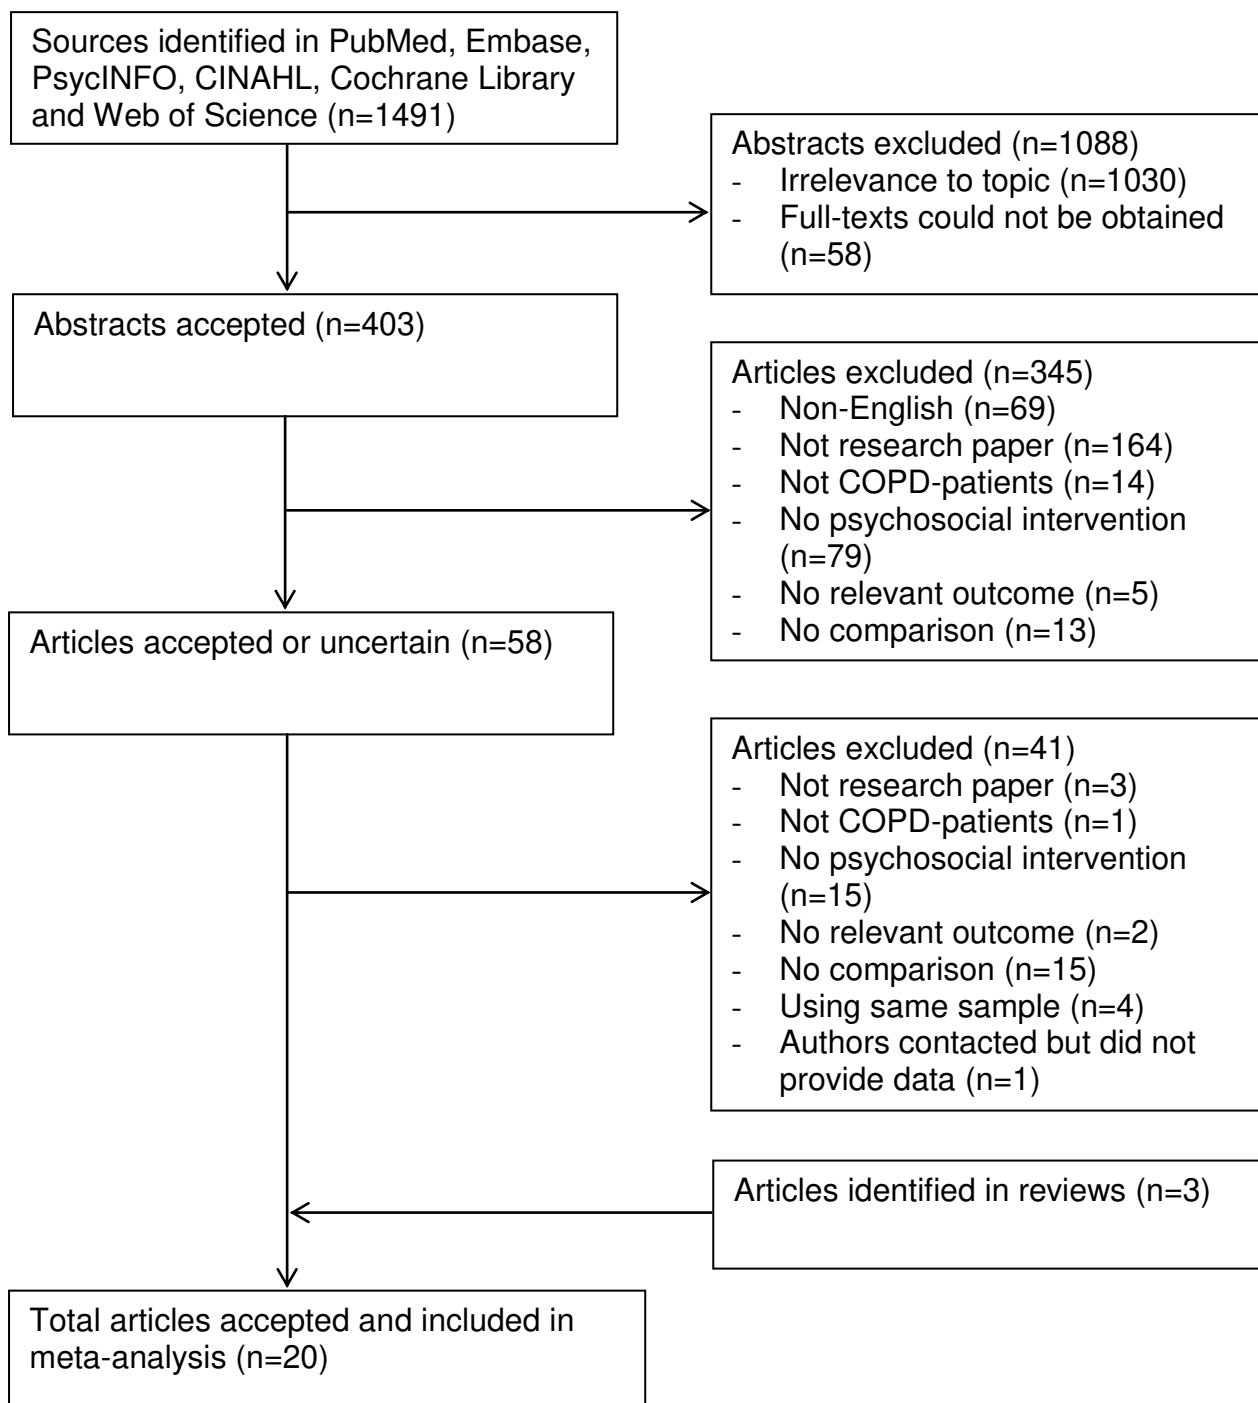 Sources identified in PubMed, Embase,
PsycINFO, CINAHL, Cochrane Library
and Web of Science (n=1491)
Abstracts excluded (n=1088)
- Irrelevance to topic (n=1030)
- Full-texts could not be obtained
(n=58)
Abstracts accepted (n=403)
Articles excluded (n=345)
- Non-English (n=69)
- Not research paper (n=164)
- Not COPD-patients (n=14)
- No psychosocial intervention
(n=79)
- No relevant outcome (n=5)
- No comparison (n=13)
Articles accepted or uncertain (n=58)
Articles excluded (n=41)
- Not research paper (n=3)
- Not COPD-patients (n=1)
- No psychosocial intervention
(n=15)
- No relevant outcome (n=2)
- No comparison (n=15)
- Using same sample (n=4)
- Authors contacted but did not
provide data (n=1)
Articles identified in reviews (n=3)
Total articles accepted and included in
meta-analysis (n=20)